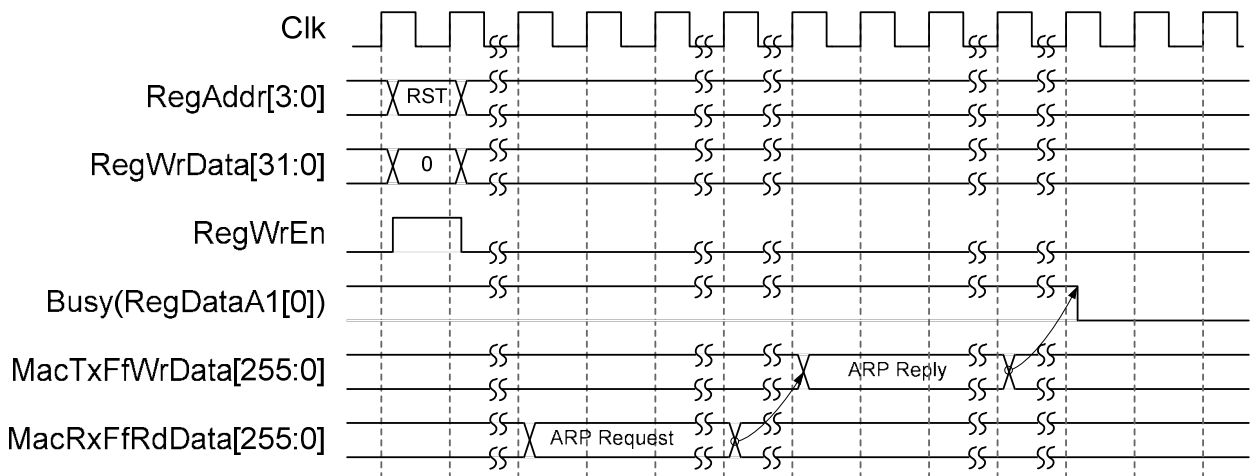 Clk
RegAddr[3:0]
RST
RegWrData[31:0]
0
RegWrEn
Busy(RegDataA1[0])
MacTxFfWrData[255:0]
ARP Reply
MacRxFfRdData[255:0]
ARP Request